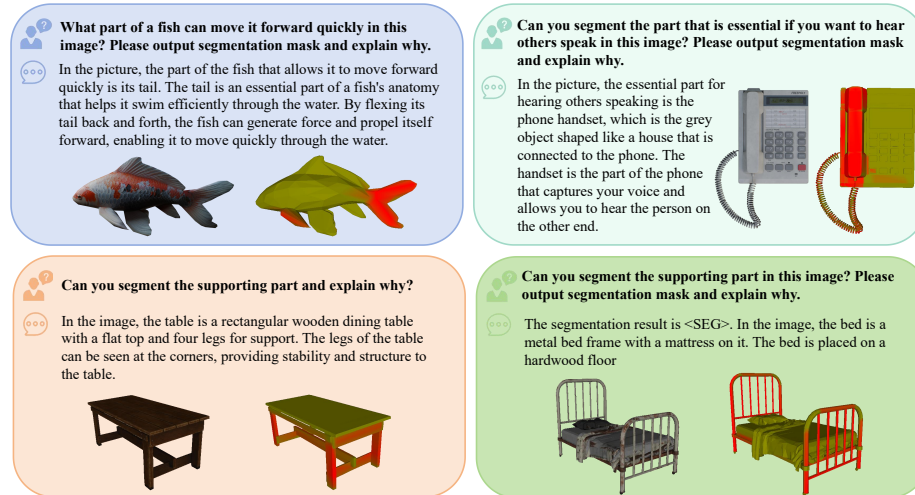 What part of a fish can move it forward quickly in this
image? Please output segmentation mask and explain why.
In the picture, the part of the fish that allows it to move forward
quickly is its tail. The tail is an essential part of a fish's anatomy
that helps it swim efficiently through the water. By flexing its
tail back and forth, the fish can generate force and propel itself
forward, enabling it to move quickly through the water.
Can you segment the part that is essential if you want to hear
others speak in this image? Please output segmentation mask
and explain why.
In the picture, the essential part for
hearing others speaking is the
phone handset, which is the grey
object shaped like a house that is
connected to the phone. The
handset is the part of the phone
that captures your voice and
allows you to hear the person on
the other end.
Can you segment the supporting part and explain why?
In the image, the table is a rectangular wooden dining table
with a flat top and four legs for support. The legs of the table
can be seen at the corners, providing stability and structure to
the table.
Can you segment the supporting part in this image? Please
output segmentation mask and explain why.
The segmentation result is <SEG>. In the image, the bed is a
metal bed frame with a mattress on it. The bed is placed on a
hardwood floor